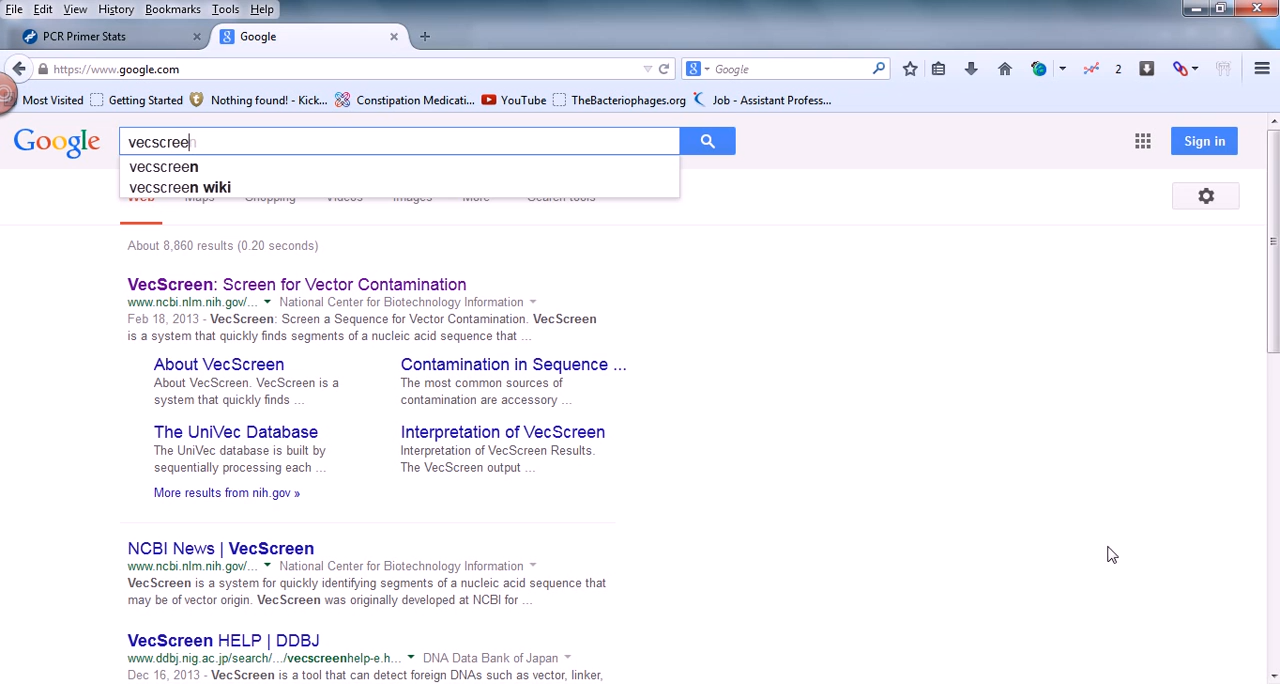 File Edit View History Bookmarks Tools Help
PCR Primer Stats
Google
https://www.google.com
Google
2
Most Visited Getting Started Nothing found! - Kick... Constipation Medicati... YouTube TheBacteriophages.org Job - Assistant Profess...
Google vecscreen Sign in
vecscreen
vecscreen wiki
Web Maps Shopping Videos Images More Search tools
About 8,860 results (0.20 seconds)
VecScreen: Screen for Vector Contamination
www.ncbi.nlm.nih.gov/... National Center for Biotechnology Information
Feb 18, 2013 - VecScreen: Screen a Sequence for Vector Contamination. VecScreen
is a system that quickly finds segments of a nucleic acid sequence that ...
About VecScreen
About VecScreen. VecScreen is a
system that quickly finds ...
Contamination in Sequence ...
The most common sources of
contamination are accessory ...
The UniVec Database
The UniVec database is built by
sequentially processing each ...
Interpretation of VecScreen
Interpretation of VecScreen Results.
The VecScreen output ...
More results from nih.gov »
NCBI News | VecScreen
www.ncbi.nlm.nih.gov/... National Center for Biotechnology Information
VecScreen is a system for quickly identifying segments of a nucleic acid sequence that
may be of vector origin. VecScreen was originally developed at NCBI for ...
VecScreen HELP | DDBJ
www.ddbj.nig.ac.jp/search/.../vecscreenhelp-e.h... DNA Data Bank of Japan
Dec 16, 2013 - VecScreen is a tool that can detect foreign DNAs such as vector, linker,